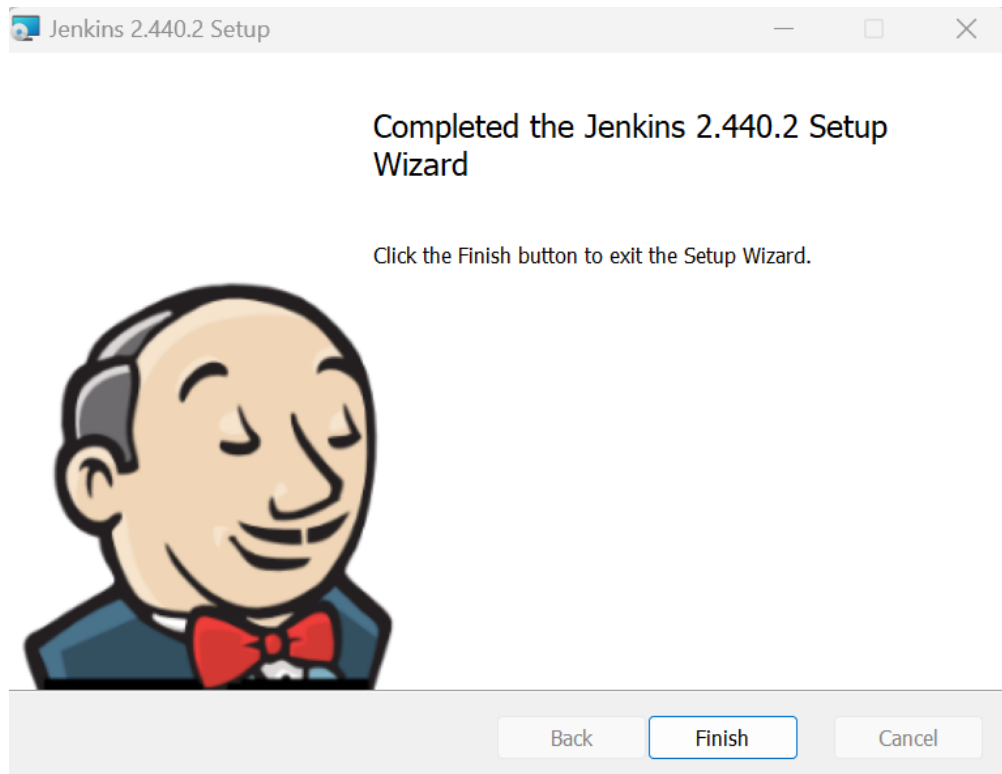 Jenkins 2.440.2 Setup
Completed the Jenkins 2.440.2 Setup
Wizard
Click the Finish button to exit the Setup Wizard.
Back
Finish
Cancel